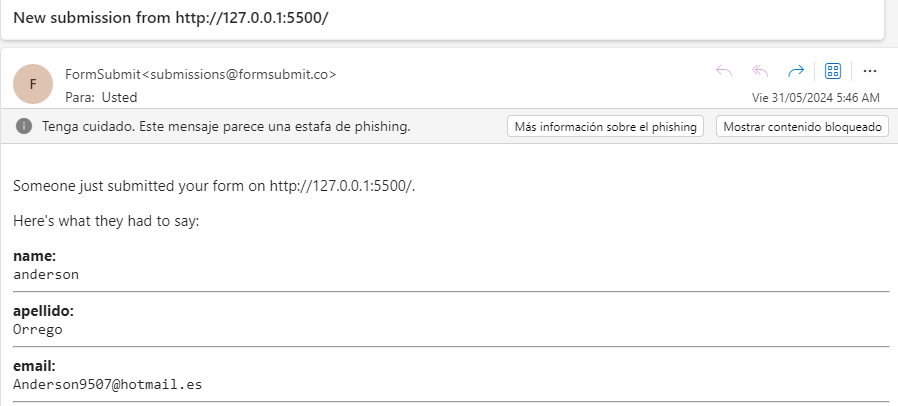 New submission from http://127.0.0.1:5500/
F
FormSubmit<submissions@formsubmit.co>
Para: Usted
Vie 31/05/2024 5:46 AM
Tenga cuidado. Este mensaje parece una estafa de phishing.
Más información sobre el phishing
Mostrar contenido bloqueado
Someone just submitted your form on http://127.0.0.1:5500/.
Here's what they had to say:
name:
anderson
apellido:
Orrego
email:
Anderson9507@hotmail.es